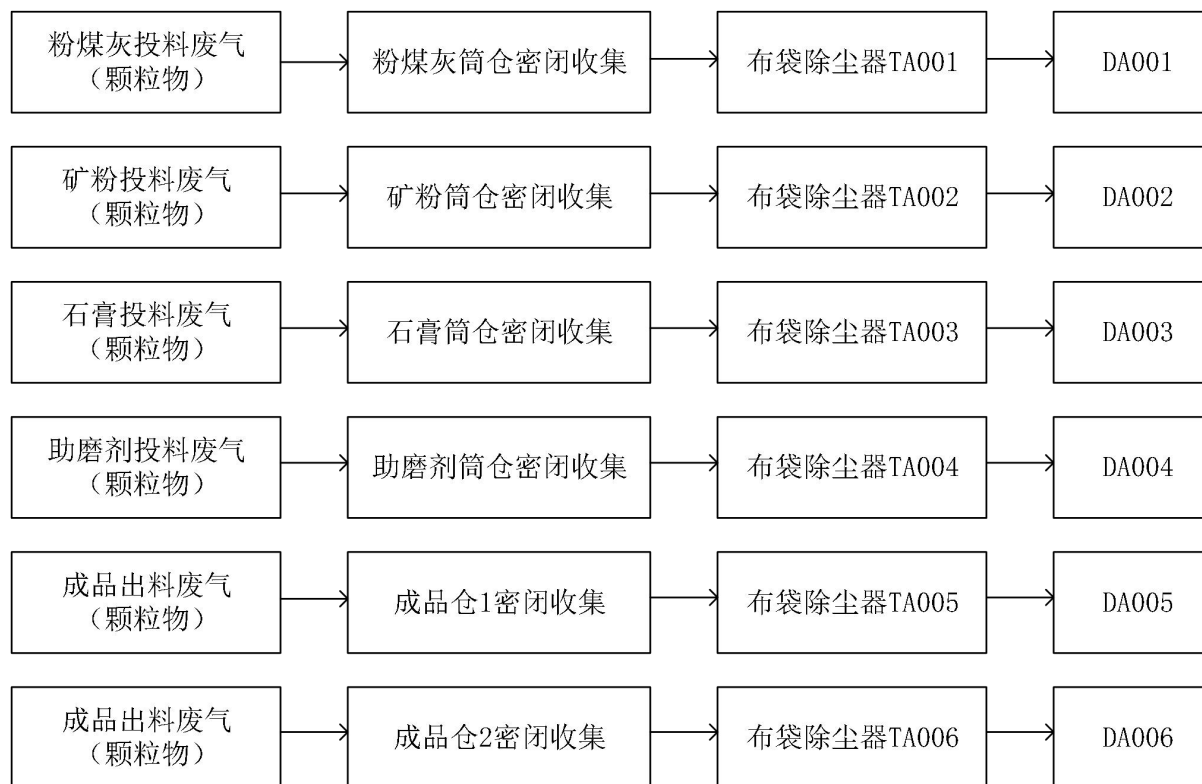 粉煤灰投料废气
（颗粒物）
粉煤灰筒仓密闭收集
布袋除尘器TA001
DA001
矿粉投料废气
（颗粒物）
矿粉筒仓密闭收集
布袋除尘器TA002
DA002
石膏投料废气
（颗粒物）
石膏筒仓密闭收集
布袋除尘器TA003
DA003
助磨剂投料废气
（颗粒物）
助磨剂筒仓密闭收集
布袋除尘器TA004
DA004
成品出料废气
（颗粒物）
成品仓1密闭收集
布袋除尘器TA005
DA005
成品出料废气
（颗粒物）
成品仓2密闭收集
布袋除尘器TA006
DA006